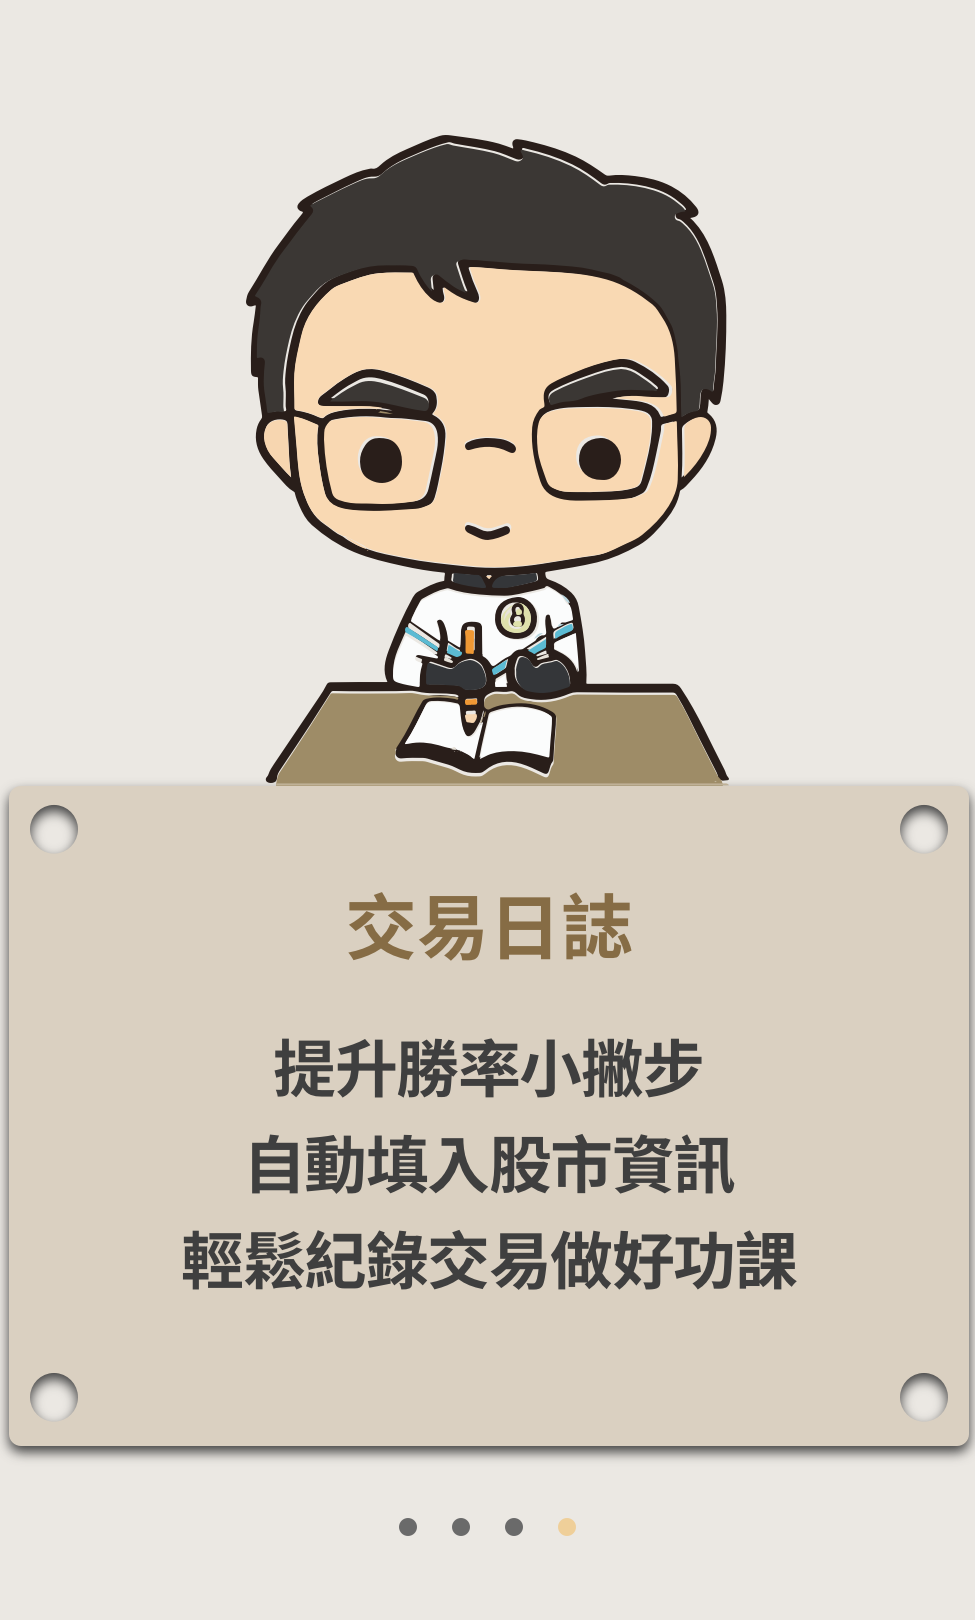 交易日誌
提升勝率小撇步
自動填入股市資訊
輕鬆紀錄交易做好功課